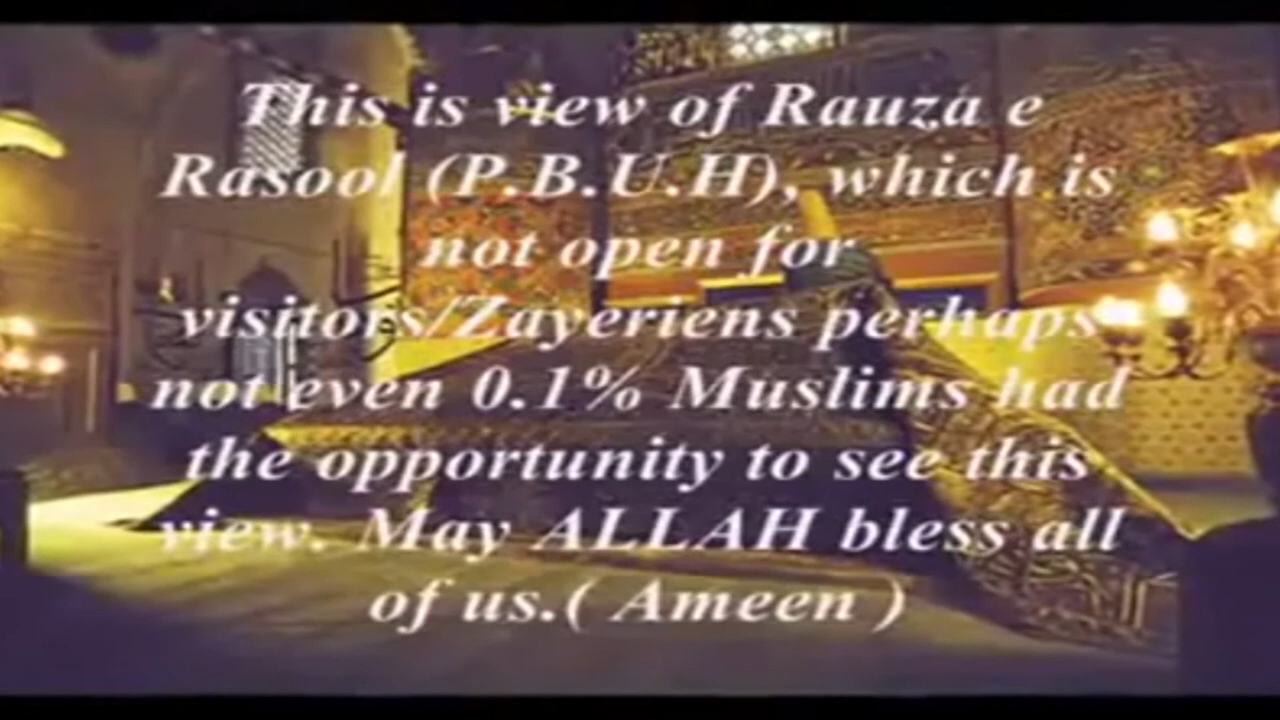 This is view of Rauza e
Rasool (P.B.U.H), which is
not open for
visitors/Zayeriens perhaps
not even 0.1% Muslims had
the opportunity to see this
view. May ALLAH bless all
of us.( Ameen )